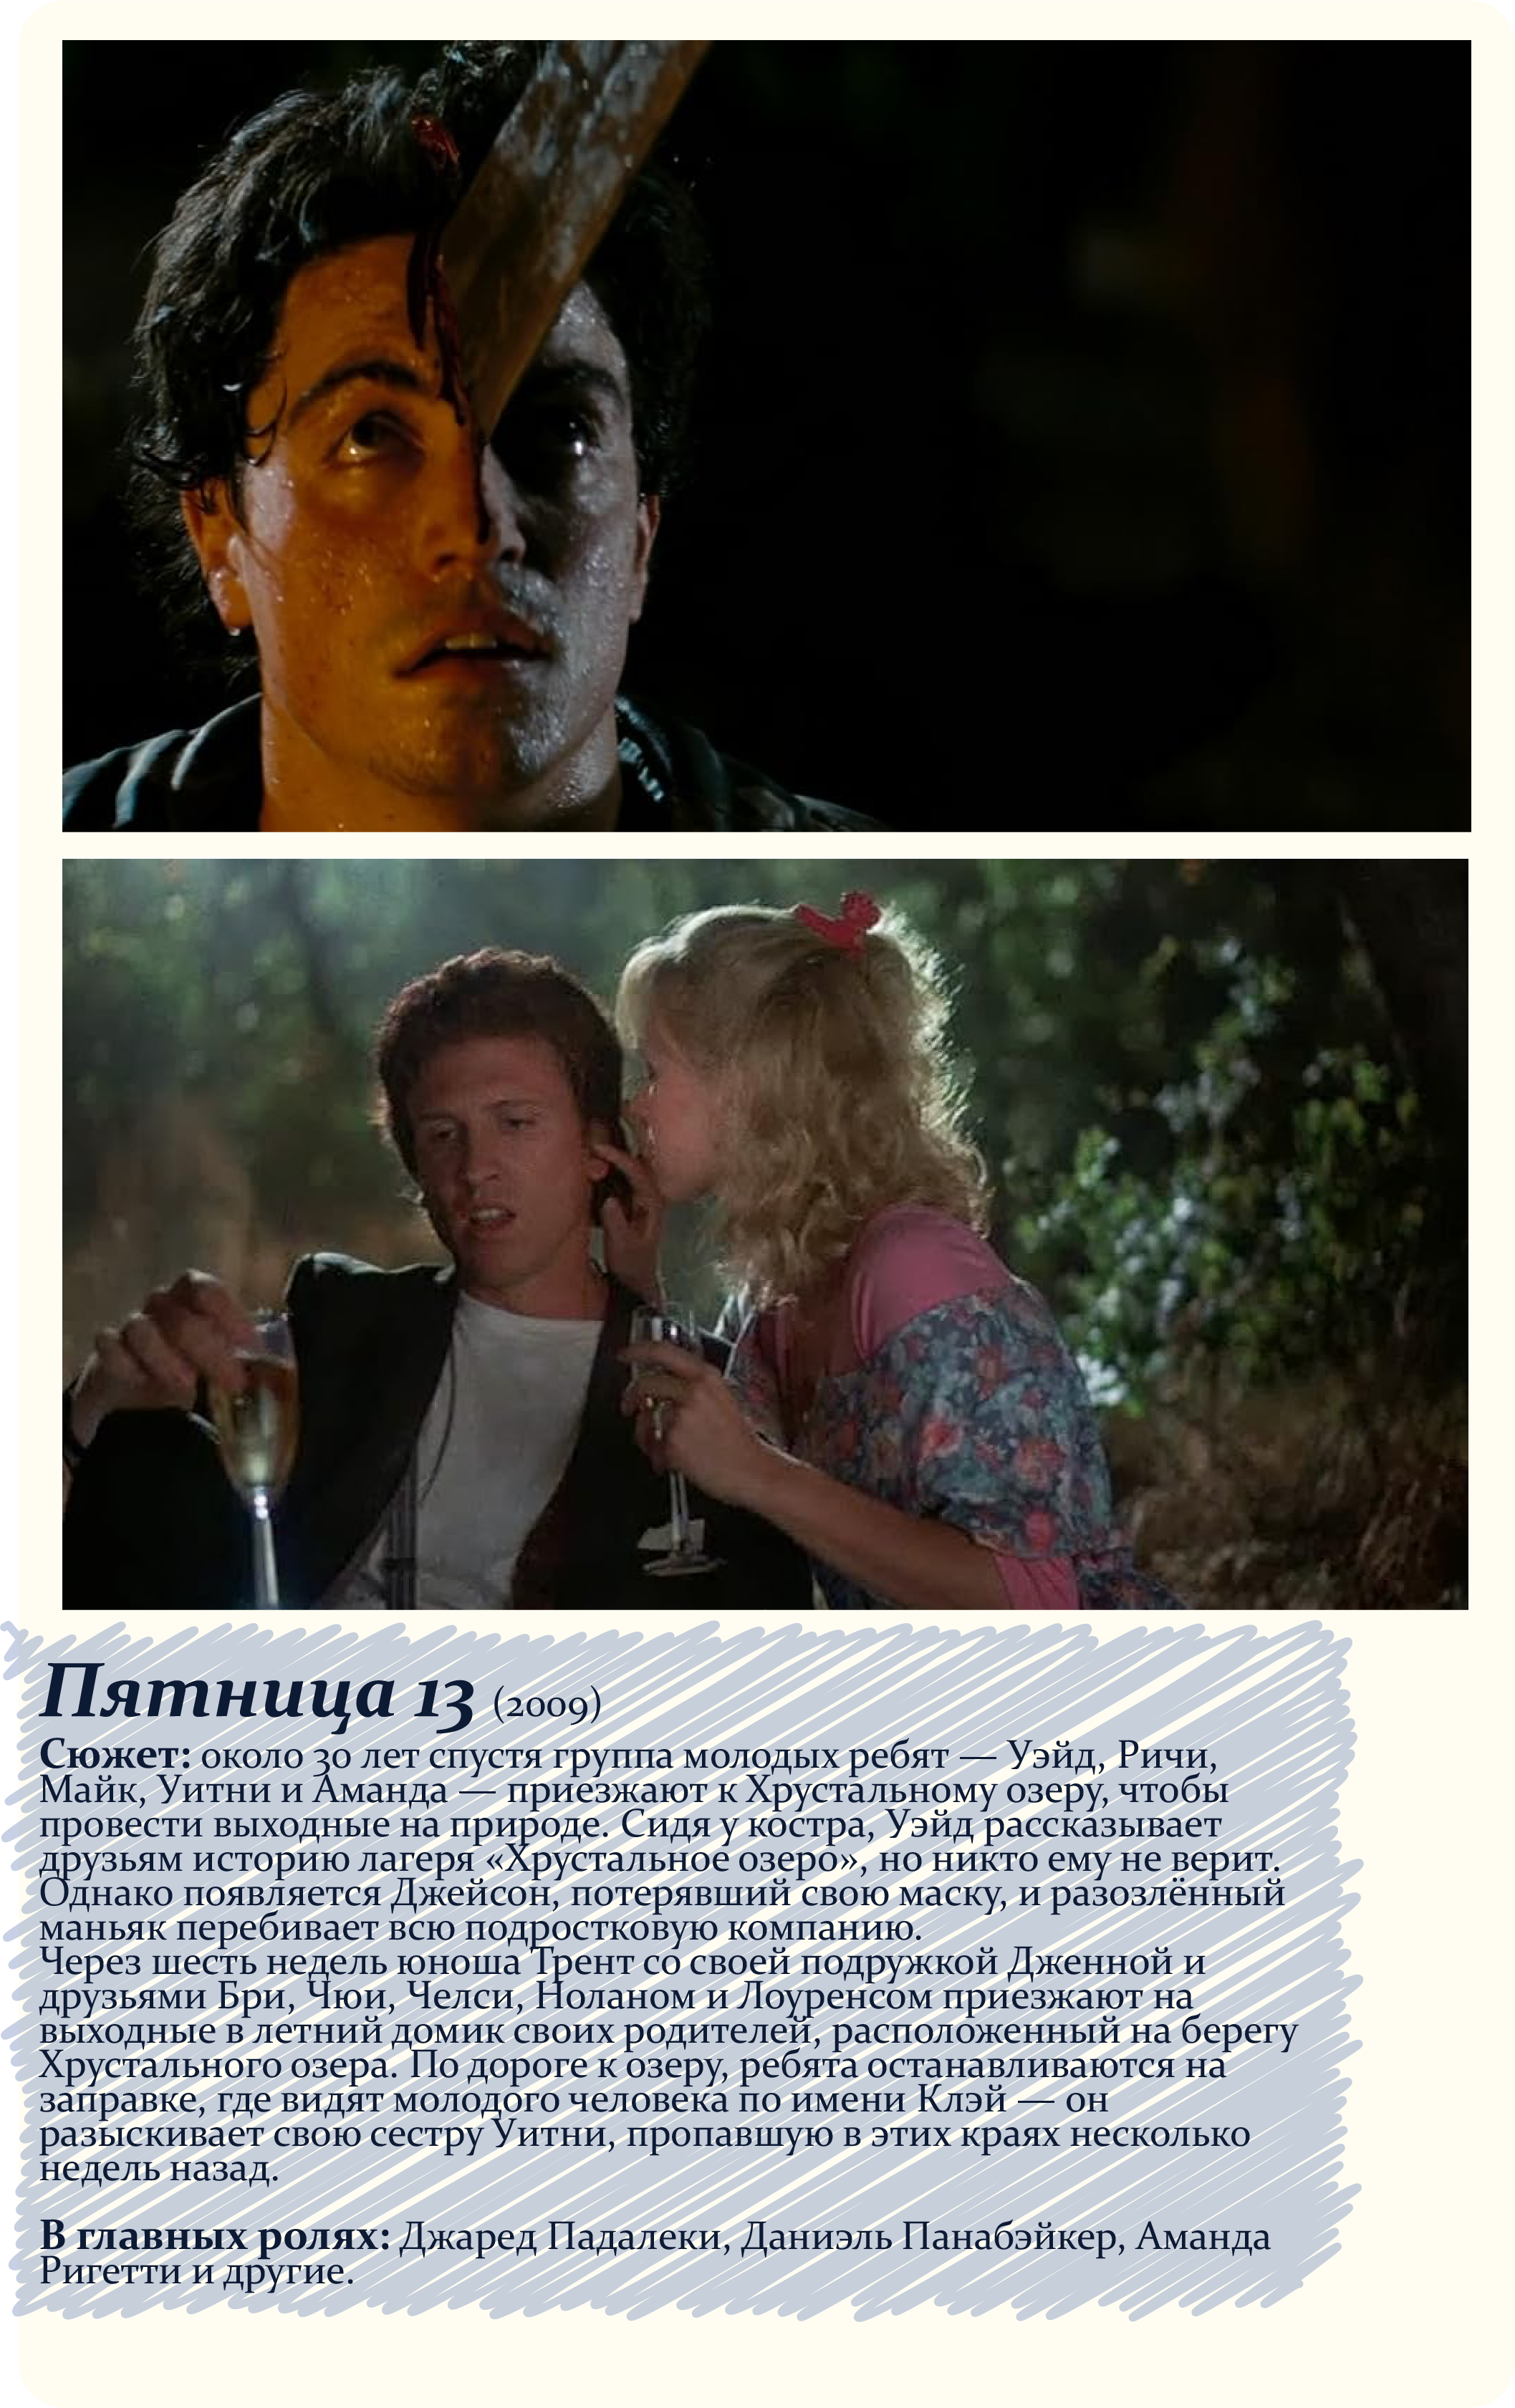 Пятница 13 (2009)
Сюжет: около 30 лет спустя группа молодых ребят — Уэйд, Ричи,
Майк, Уитни и Аманда — приезжают к Хрустальному озеру, чтобы
провести выходные на природе. Сидя у костра, Уэйд рассказывает
друзьям историю лагеря «Хрустальное озеро», но никто ему не верит.
Однако появляется Джейсон, потерявший свою маску, и разозлённый
маньяк перебивает всю подростковую компанию.
Через шесть недель юноша Трент со своей подружкой Дженной и
друзьями Бри, Чюи, Челси, Ноланом и Лоуренсом приезжают на
выходные в летний домик своих родителей, расположенный на берегу
Хрустального озера. По дороге к озеру, ребята останавливаются на
заправке, где видят молодого человека по имени Клэй — он
разыскивает свою сестру Уитни, пропавшую в этих краях несколько
недель назад.
В главных ролях: Джаред Падалеки, Даниэль Панабэйкер, Аманда
Ригетти и другие.